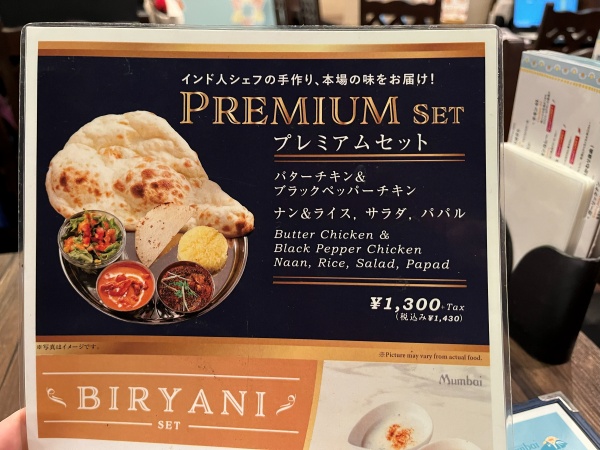 インド人シェフの手作り、本場の味をお届け!
PREMIUM SET
プレミアムセット
バターチキン&
ブラックペッパーチキン
ナン&ライス, サラダ, パパル
Butter Chicken &
Black Pepper Chicken
Naan, Rice, Salad, Papad
¥1,300+Tax
(税込み¥1,430)
※写真はイメージです。
※Picture may vary from actual food.
BIRYANI
SET
Mumbai